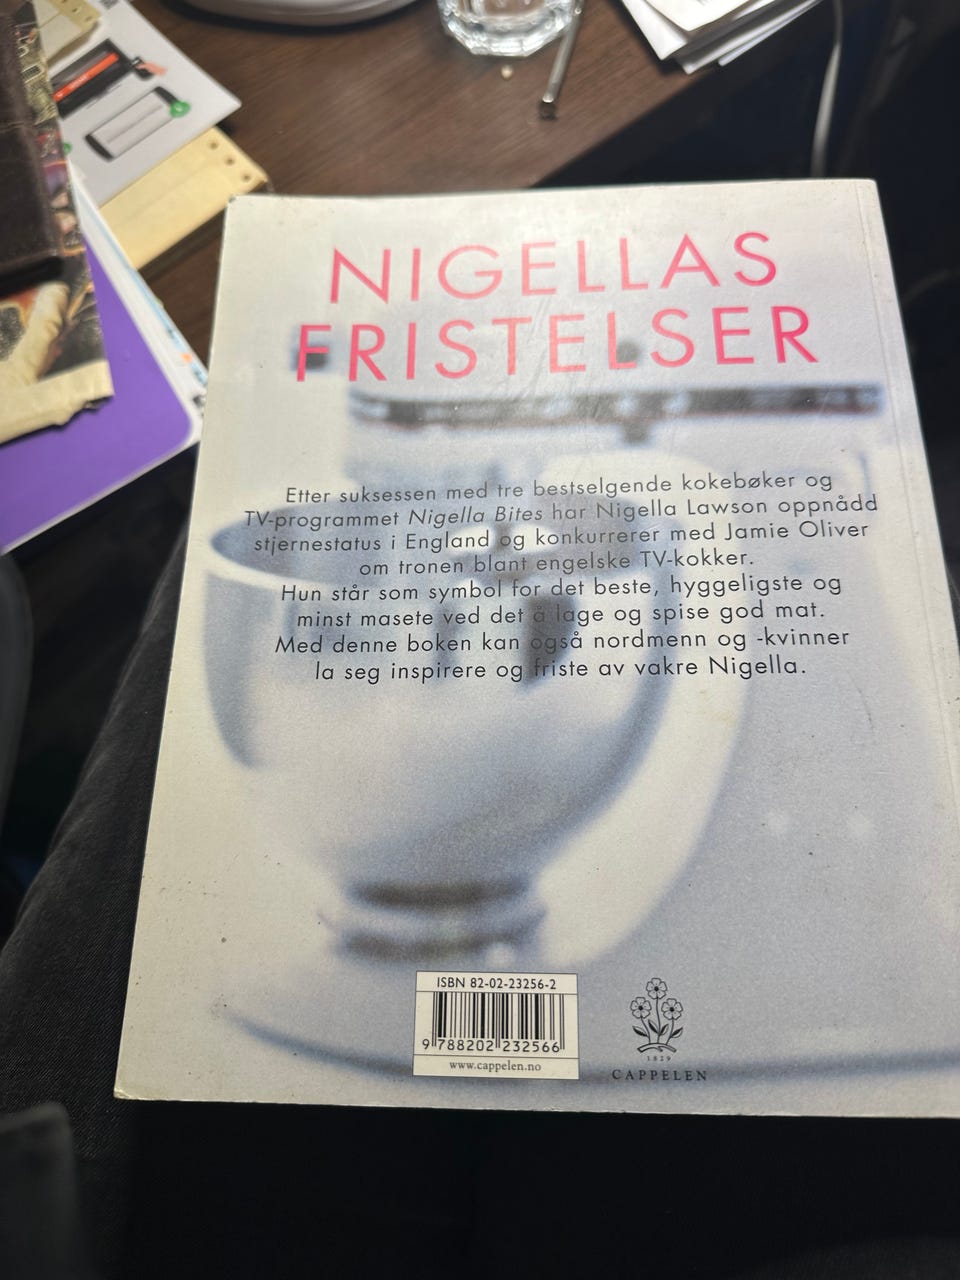 NIGELLAS
FRISTELSER
Etter suksessen med tre bestselgende kokebøker og
TV-programmet Nigella Bites har Nigella Lawson oppnådd
stjernestatus i England og konkurrerer med Jamie Oliver
om tronen blant engelske TV-kokker.
Hun står som symbol for det beste, hyggeligste og
minst masete ved det å lage og spise god mat.
Med denne boken kan også nordmenn og -kvinner
la seg inspirere og friste av vakre Nigella.
ISBN 82-02-23256-2
9 788202 232566
www.cappelen.no
1829
CAPPELEN